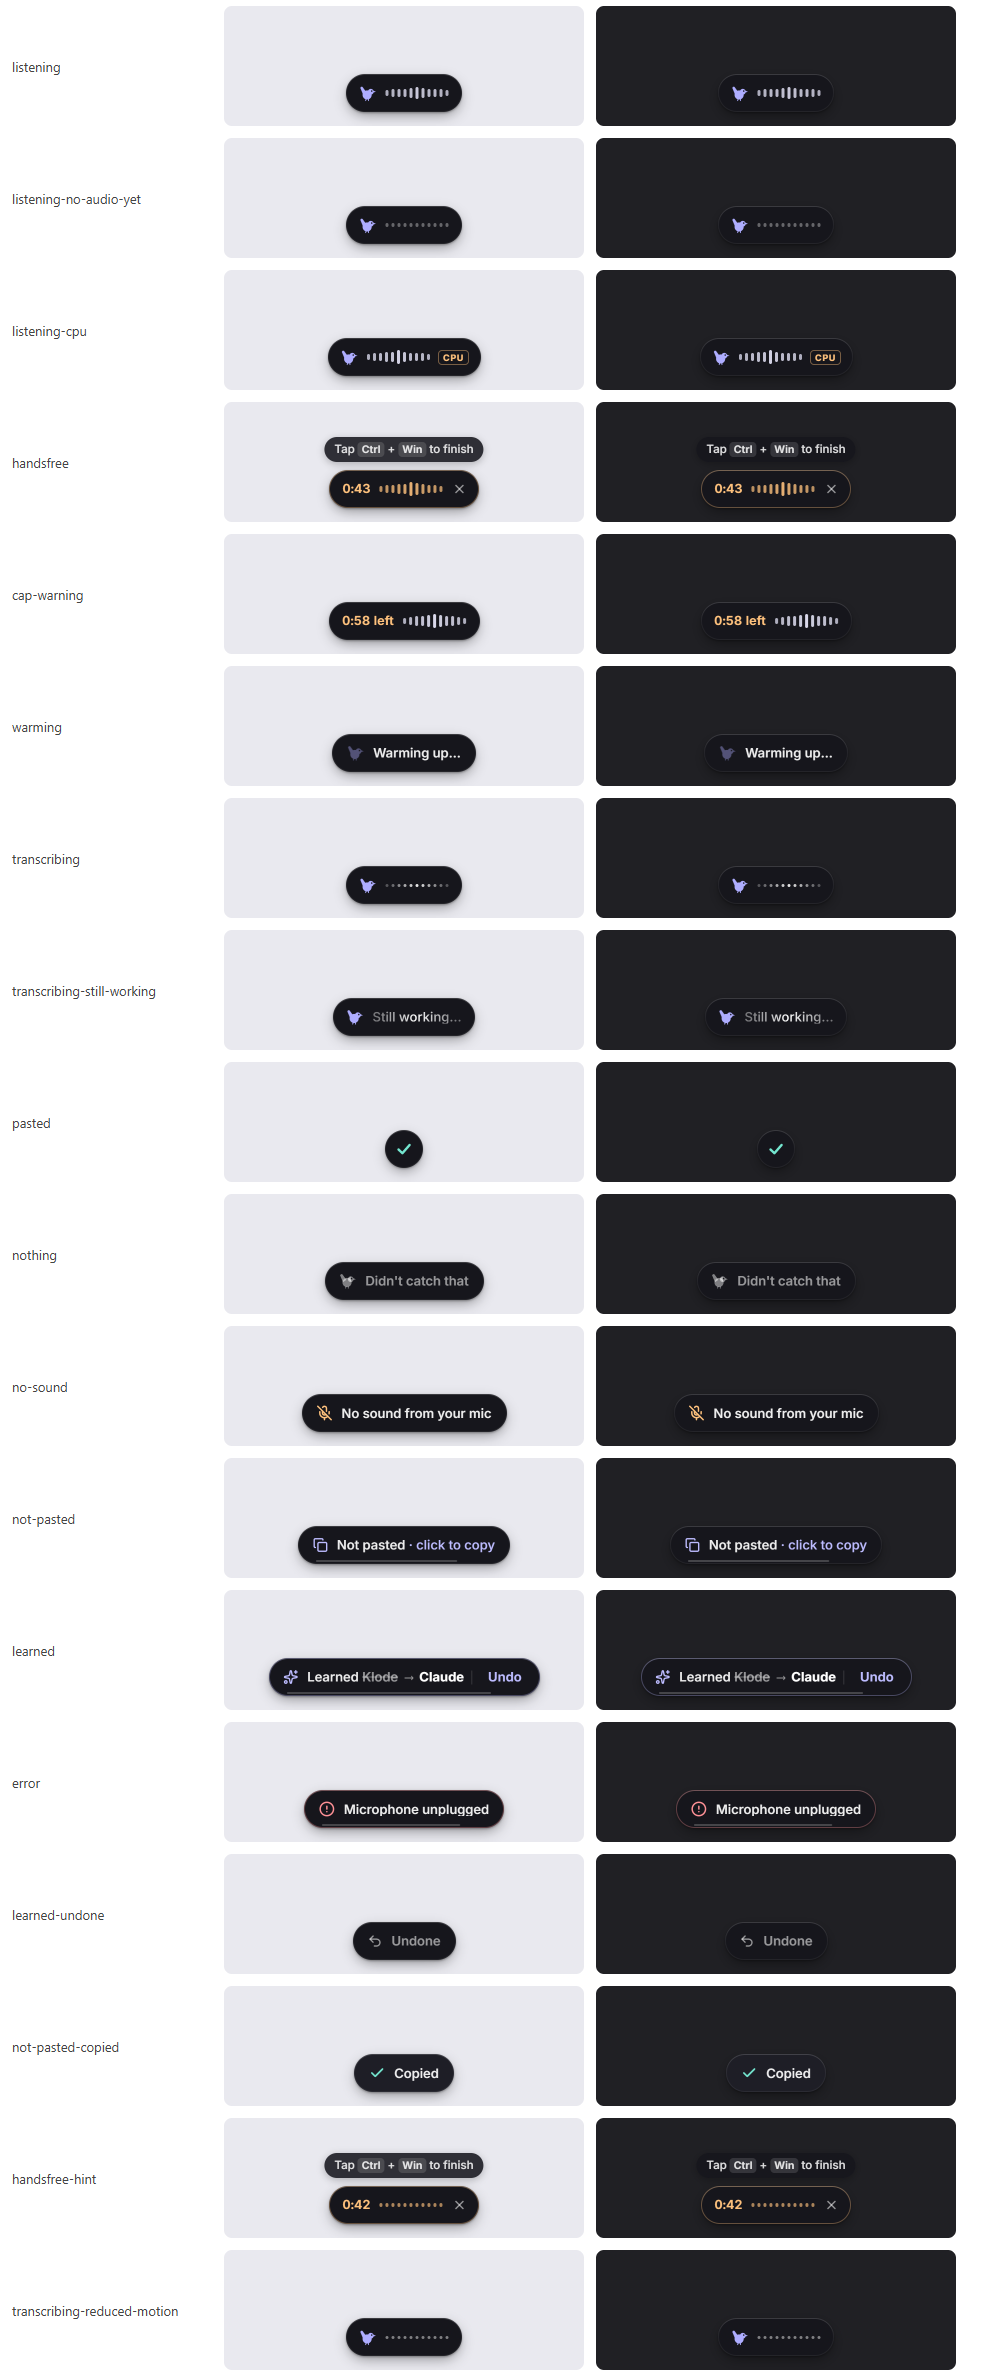 listening
listening-no-audio-yet
listening-cpu
CPU
CPU
handsfree
Tap Ctrl + Win to finish
0:43
Tap Ctrl + Win to finish
0:43
cap-warning
0:58 left
0:58 left
warming
Warming up...
Warming up...
transcribing
transcribing-still-working
Still working...
Still working...
pasted
nothing
Didn't catch that
Didn't catch that
no-sound
No sound from your mic
No sound from your mic
not-pasted
Not pasted · click to copy
Not pasted · click to copy
learned
Learned Klode → Claude Undo
Learned Klode → Claude Undo
error
Microphone unplugged
Microphone unplugged
learned-undone
Undone
Undone
not-pasted-copied
Copied
Copied
handsfree-hint
Tap Ctrl + Win to finish
0:42
Tap Ctrl + Win to finish
0:42
transcribing-reduced-motion